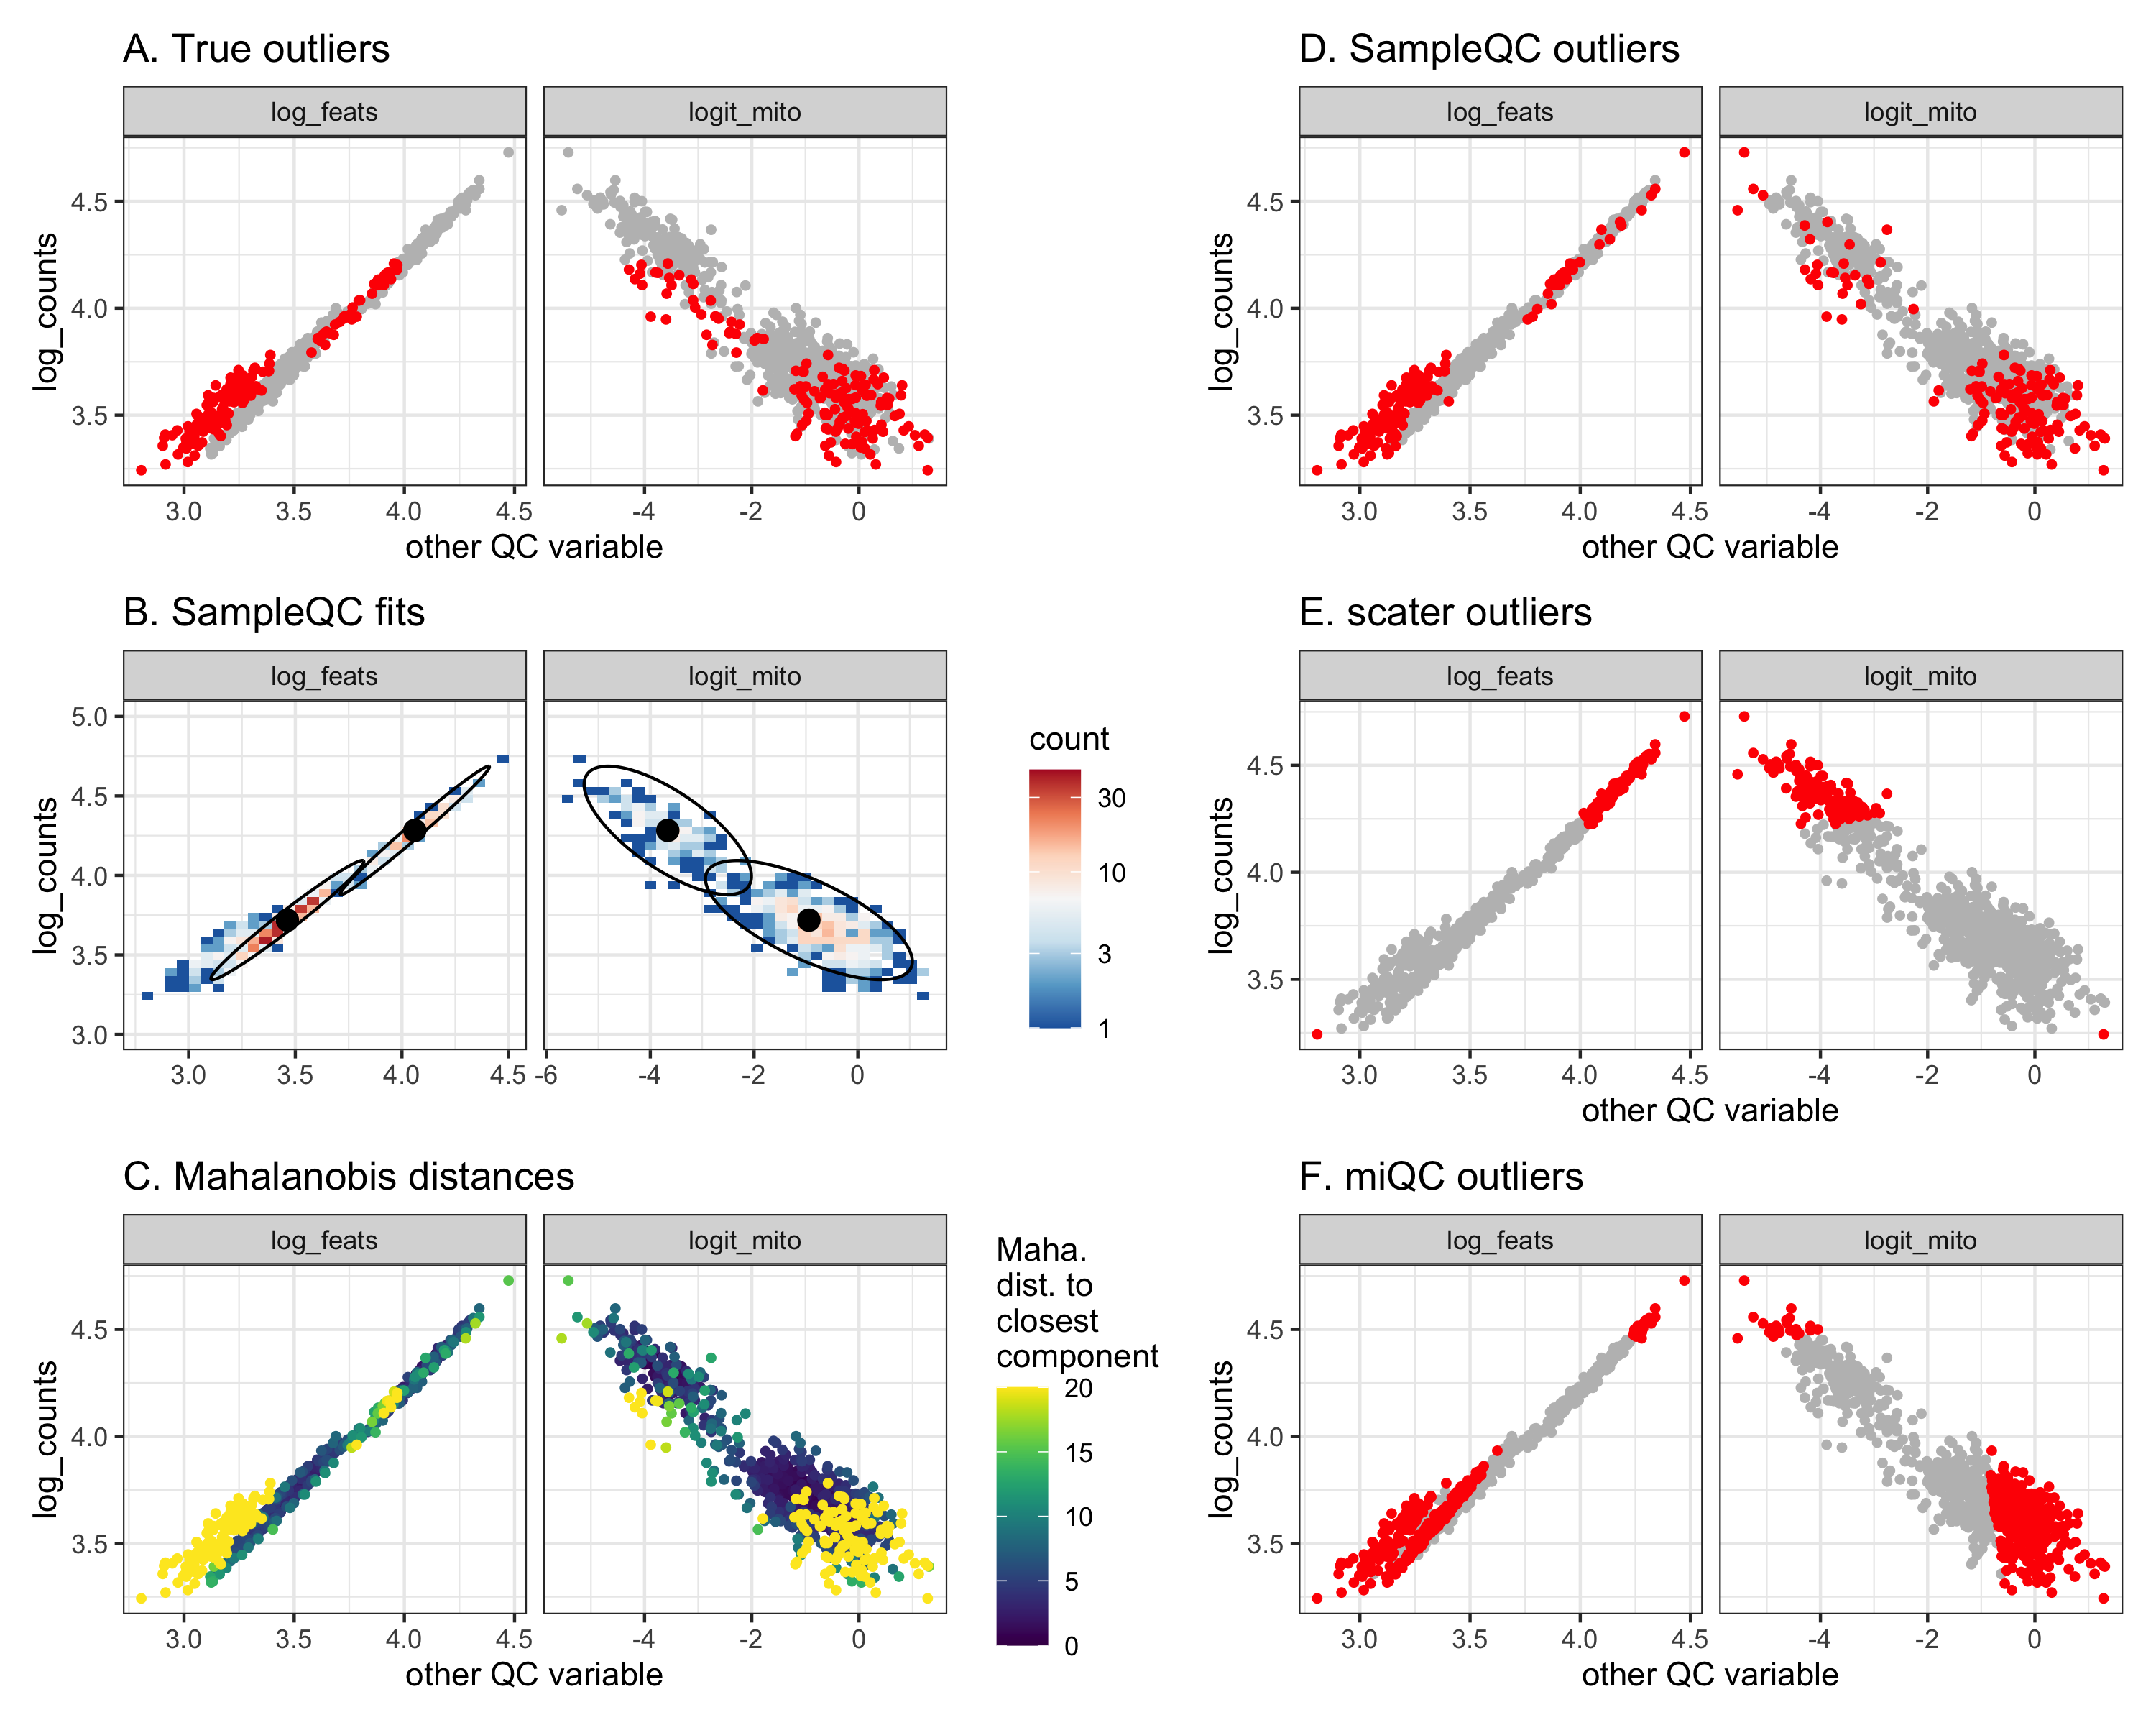 A. True outliers
log_feats
logit_mito
log_counts
4.5
4.0
3.5
3.0 3.5 4.0 4.5 -4 -2 0
other QC variable
B. SampleQC fits
log_feats
logit_mito
log_counts
5.0
4.5
4.0
3.5
3.0
3.0 3.5 4.0 4.5 -6 -4 -2 0
count
30
10
3
1
C. Mahalanobis distances
log_feats
logit_mito
log_counts
4.5
4.0
3.5
3.0 3.5 4.0 4.5 -4 -2 0
other QC variable
Maha.
dist. to
closest
component
20
15
10
5
0
D. SampleQC outliers
log_feats
logit_mito
log_counts
4.5
4.0
3.5
3.0 3.5 4.0 4.5 -4 -2 0
other QC variable
E. scater outliers
log_feats
logit_mito
log_counts
4.5
4.0
3.5
3.0 3.5 4.0 4.5 -4 -2 0
other QC variable
F. miQC outliers
log_feats
logit_mito
log_counts
4.5
4.0
3.5
3.0 3.5 4.0 4.5 -4 -2 0
other QC variable